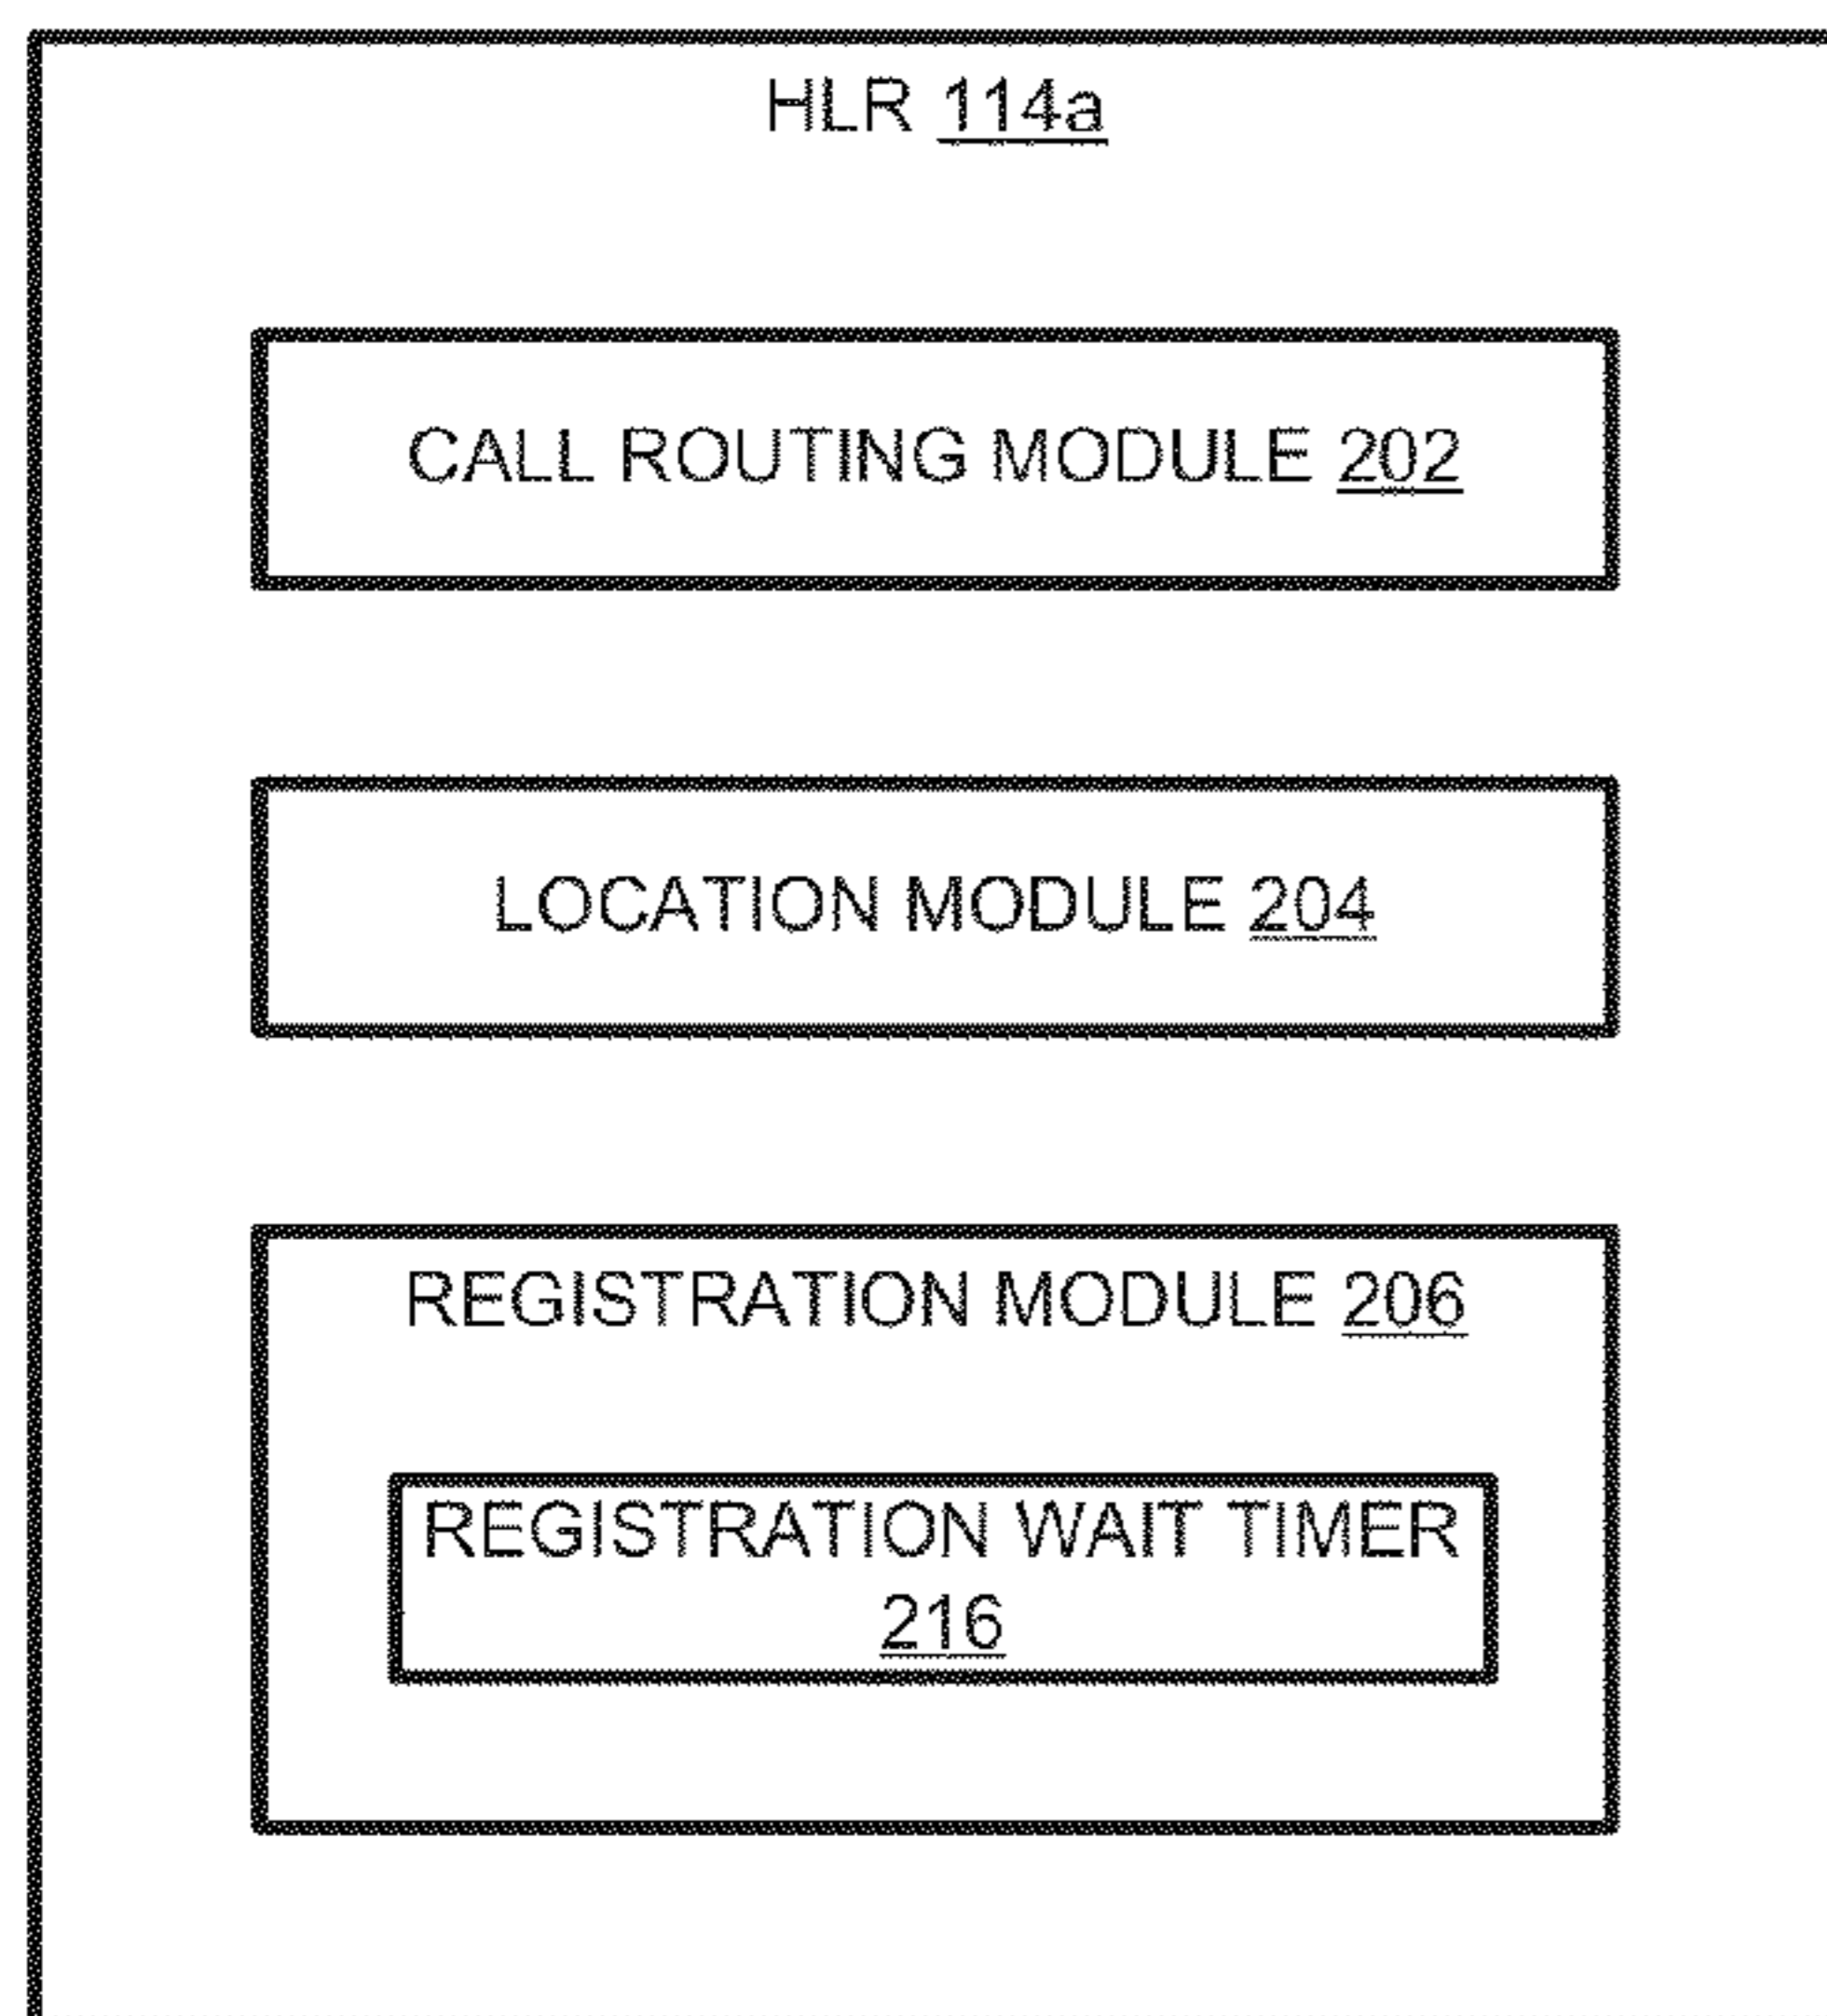 HLR 114a
CALL ROUTING MODULE 202
LOCATION MODULE 204
REGISTRATION MODULE 206
REGISTRATION WAIT TIMER
216